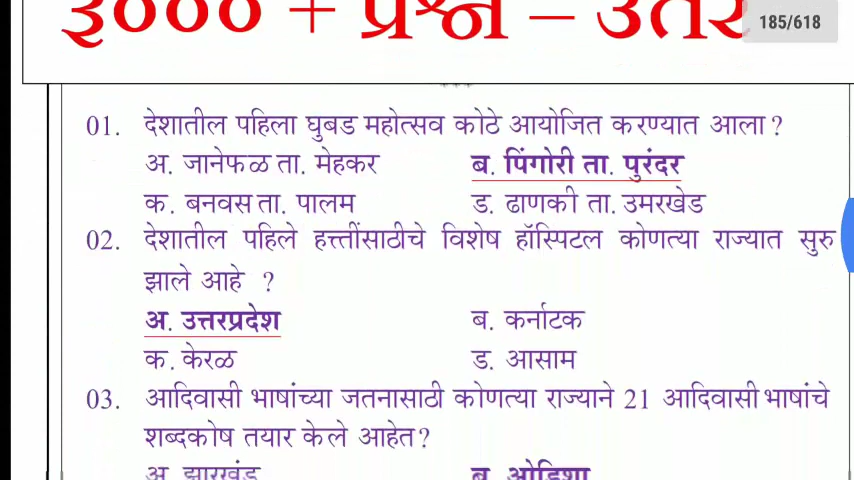 ३००० + प्रश्न – उत्तर
185/618
01. देशातील पहिला घुबड महोत्सव कोठे आयोजित करण्यात आला?
अ. जानेफळ ता. मेहकर ब. पिंगोरी ता. पुरंदर
क. बनवस ता. पालम ड. ढाणकी ता. उमरखेड
02. देशातील पहिले हत्तींसाठीचे विशेष हॉस्पिटल कोणत्या राज्यात सुरु
झाले आहे ?
अ. उत्तरप्रदेश ब. कर्नाटक
क. केरळ ड. आसाम
03. आदिवासी भाषांच्या जतनासाठी कोणत्या राज्याने 21 आदिवासी भाषांचे
शब्दकोष तयार केले आहेत?
अ. झारखंड ब. ओडिशा